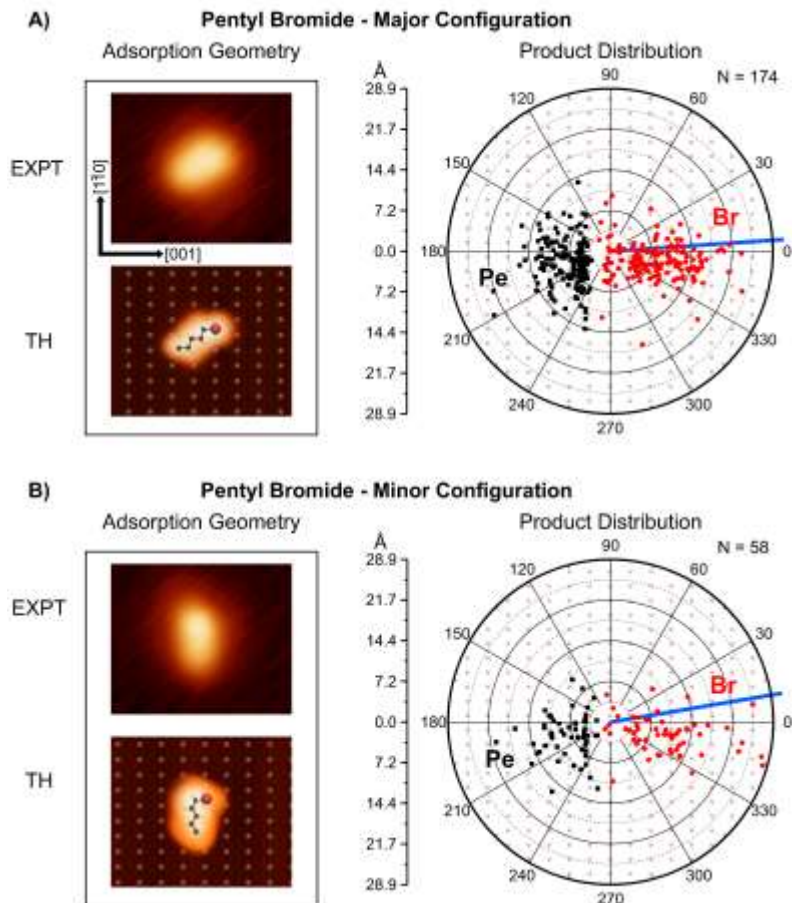 A) Pentyl Bromide - Major Configuration
Adsorption Geometry
Product Distribution
EXPT
[11̄0]
[001]
TH
Å
28.9
21.7
14.4
7.2
0.0
7.2
14.4
21.7
28.9
N = 174
90
120
60
150
30
180
0
210
330
240
300
270
Pe
Br
B) Pentyl Bromide - Minor Configuration
Adsorption Geometry
Product Distribution
EXPT
TH
Å
28.9
21.7
14.4
7.2
0.0
7.2
14.4
21.7
28.9
N = 58
90
120
60
150
30
180
0
210
330
240
300
270
Pe
Br